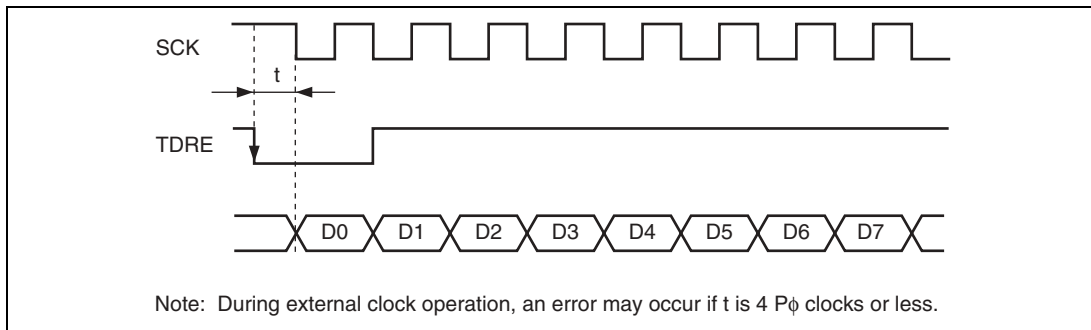 SCK
t
TDRE
D0 D1 D2 D3 D4 D5 D6 D7
Note: During external clock operation, an error may occur if t is 4 Pφ clocks or less.